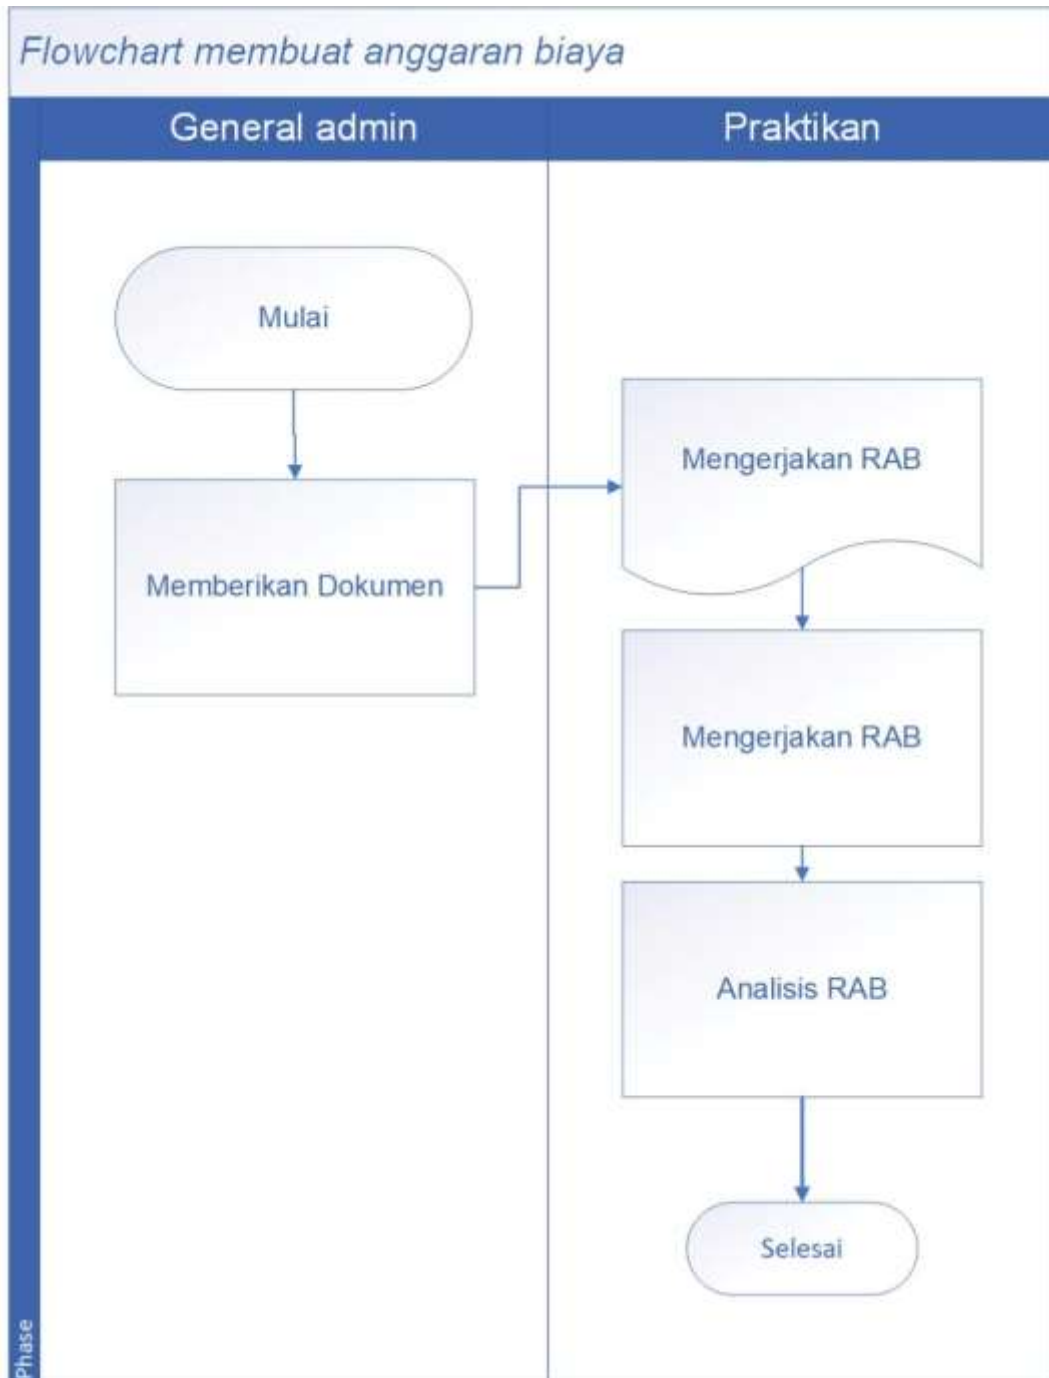 Flowchart membuat anggaran biaya
General admin
Praktikan
Mulai
Memberikan Dokumen
Mengerjakan RAB
Mengerjakan RAB
Analisis RAB
Selesai
Phase